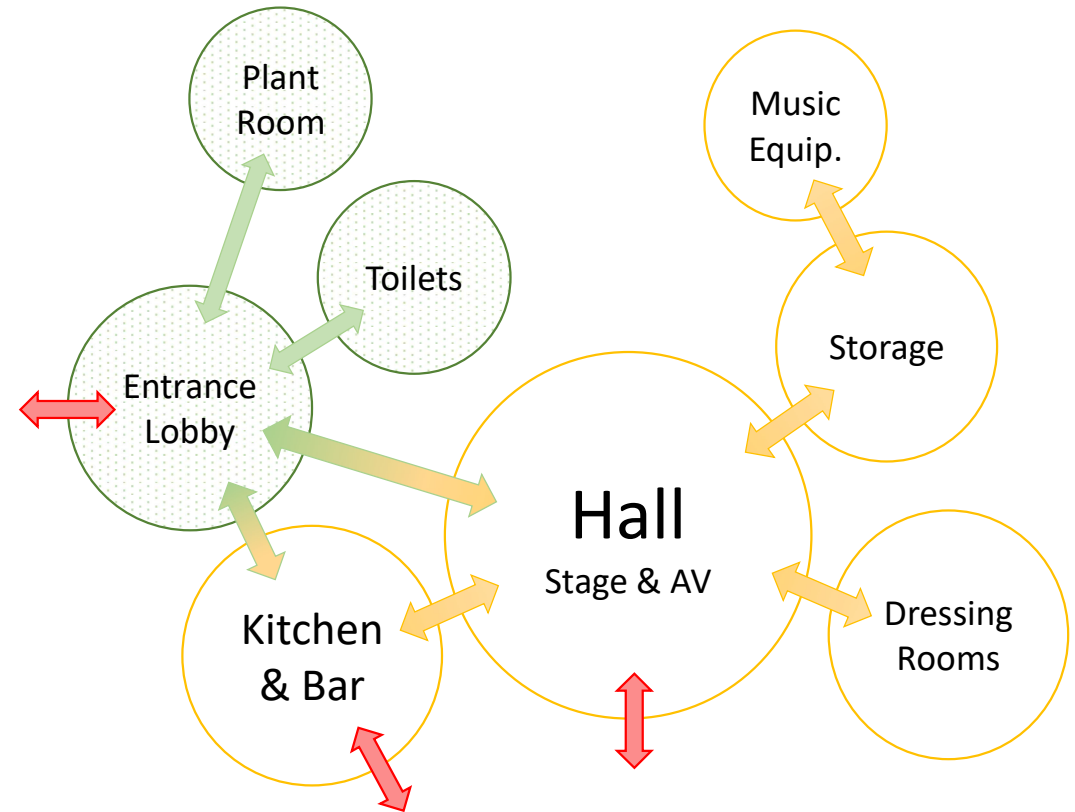 Plant
Room
Music
Equip.
Toilets
Storage
Entrance
Lobby
Hall
Stage & AV
Kitchen
& Bar
Dressing
Rooms